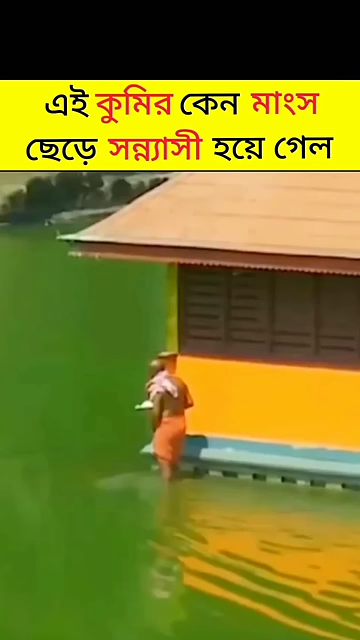 এই কুমির কেন মাংস
ছেড়ে সন্ন্যাসী হয়ে গেল